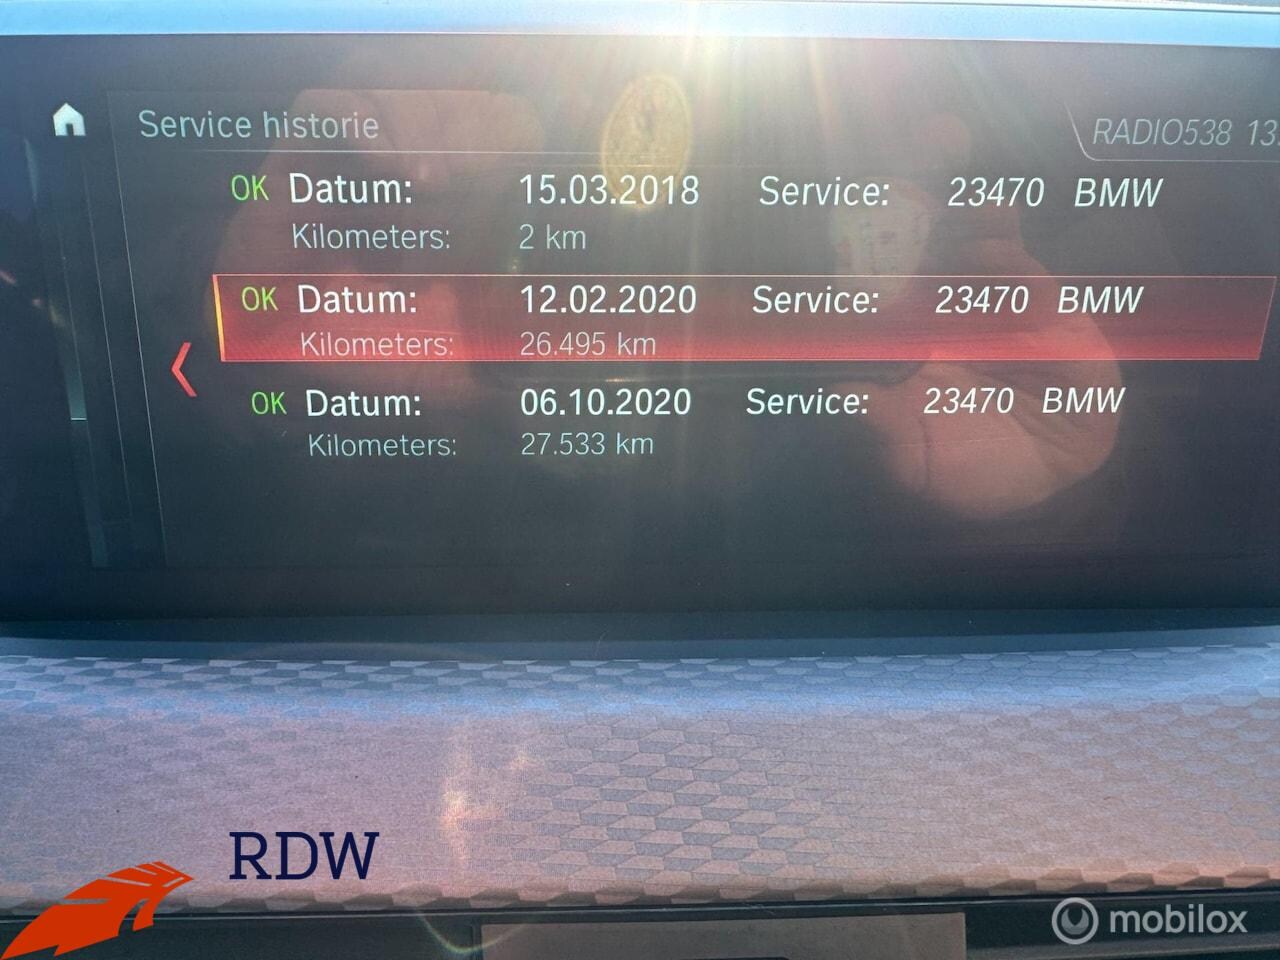 Service historie
RADIO538 13
OK Datum: 15.03.2018 Service: 23470 BMW
Kilometers: 2 km
OK Datum: 12.02.2020 Service: 23470 BMW
Kilometers: 26.495 km
OK Datum: 06.10.2020 Service: 23470 BMW
Kilometers: 27.533 km
RDW
mobilox